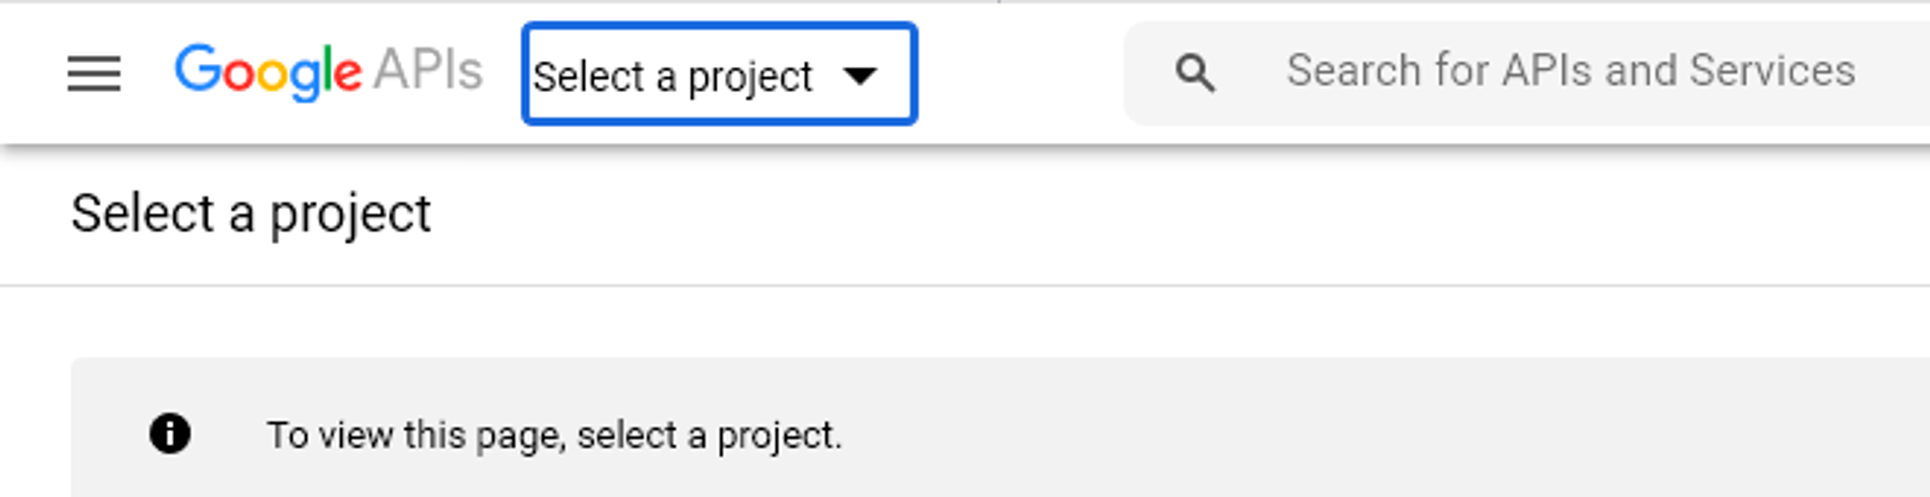 Google APIs Select a project Search for APIs and Services
Select a project
To view this page, select a project.